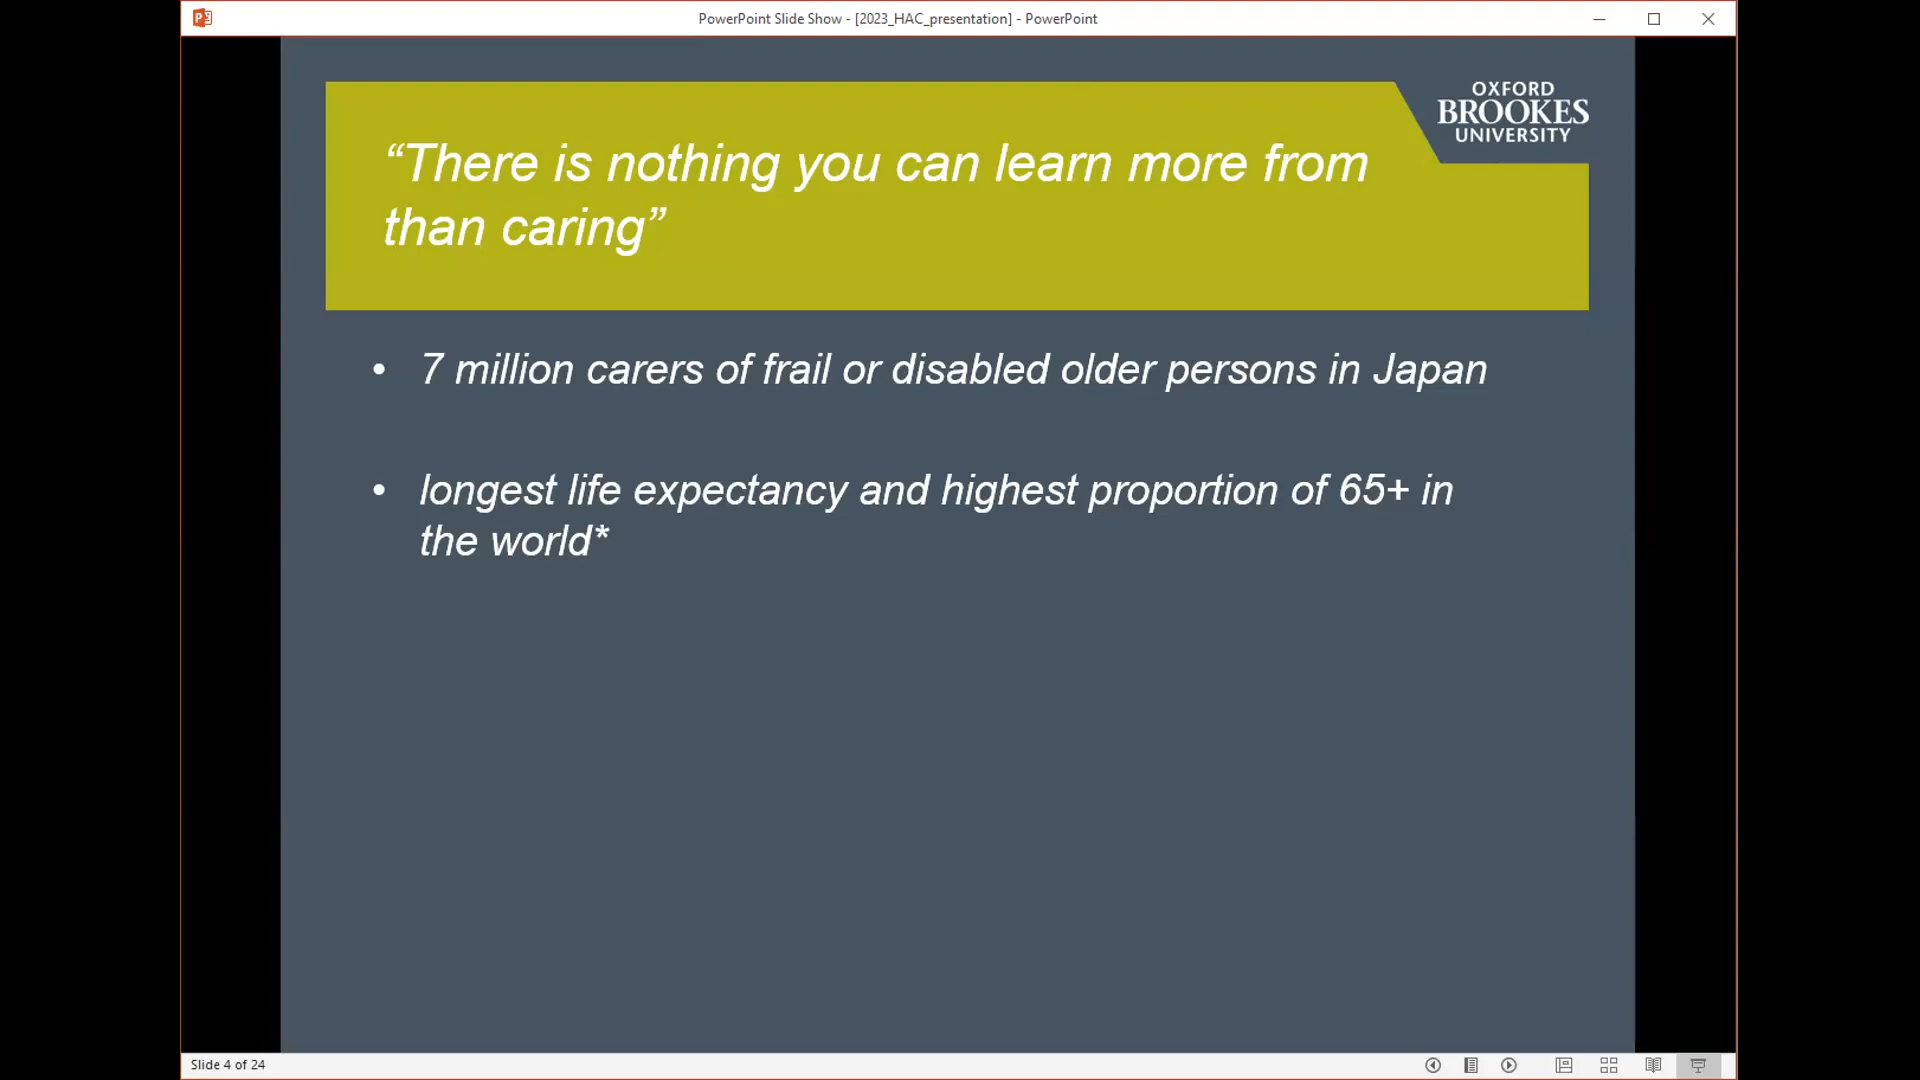 PowerPoint Slide Show - [2023_HAC_presentation] - PowerPoint
OXFORD
BROOKES
UNIVERSITY
“There is nothing you can learn more from
than caring”
• 7 million carers of frail or disabled older persons in Japan
• longest life expectancy and highest proportion of 65+ in
the world*
Slide 4 of 24